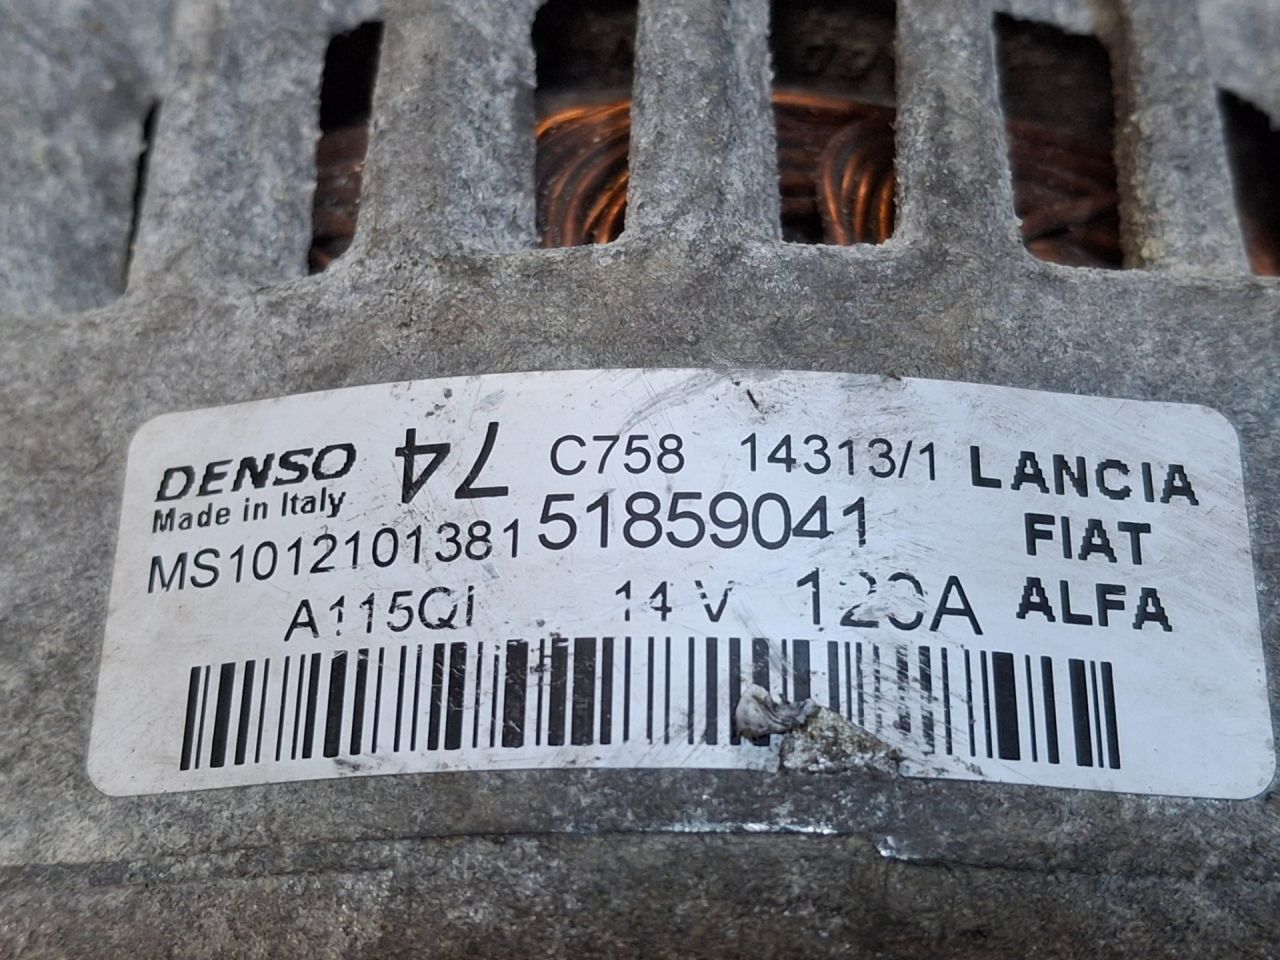 DENSO 74 C758 14313/1 LANCIA
Made in Italy
MS1012101381 51859041 FIAT
A115Qi 14 V 120A ALFA